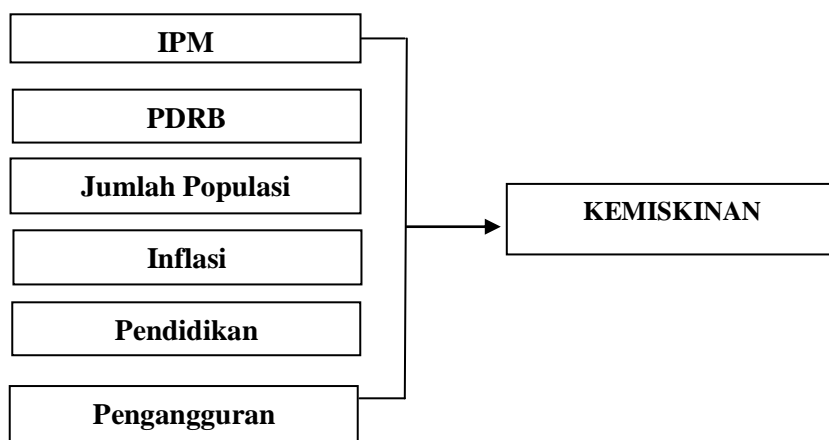 IPM
PDRB
Jumlah Populasi
Inflasi
Pendidikan
Pengangguran
KEMISKINAN